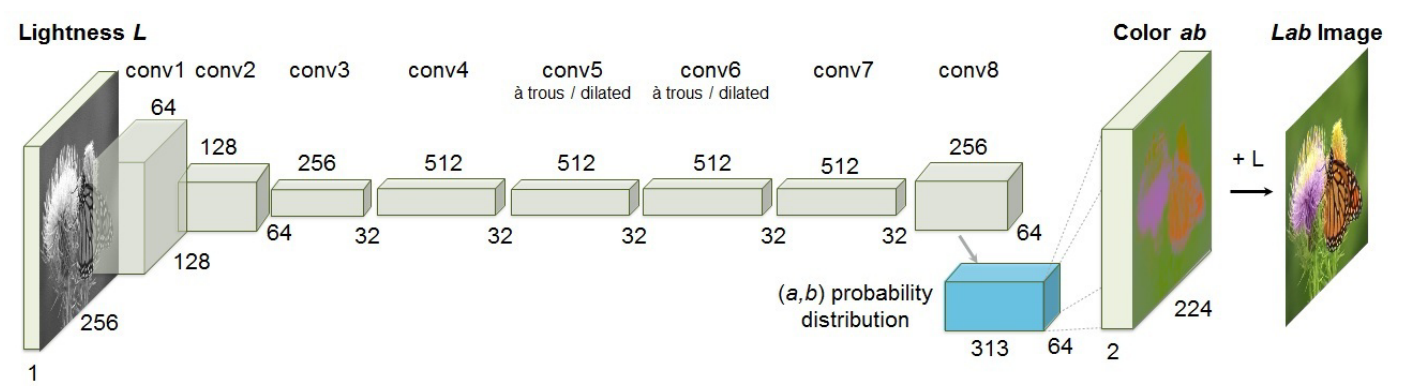 Lightness L
Color ab
Lab Image
conv1
conv2
conv3
conv4
conv5
à trous / dilated
conv6
à trous / dilated
conv7
conv8
64
128
256
512
512
512
512
256
+ L
64
32
32
32
32
32
64
128
256
1
(a,b) probability
distribution
313
64
2
224